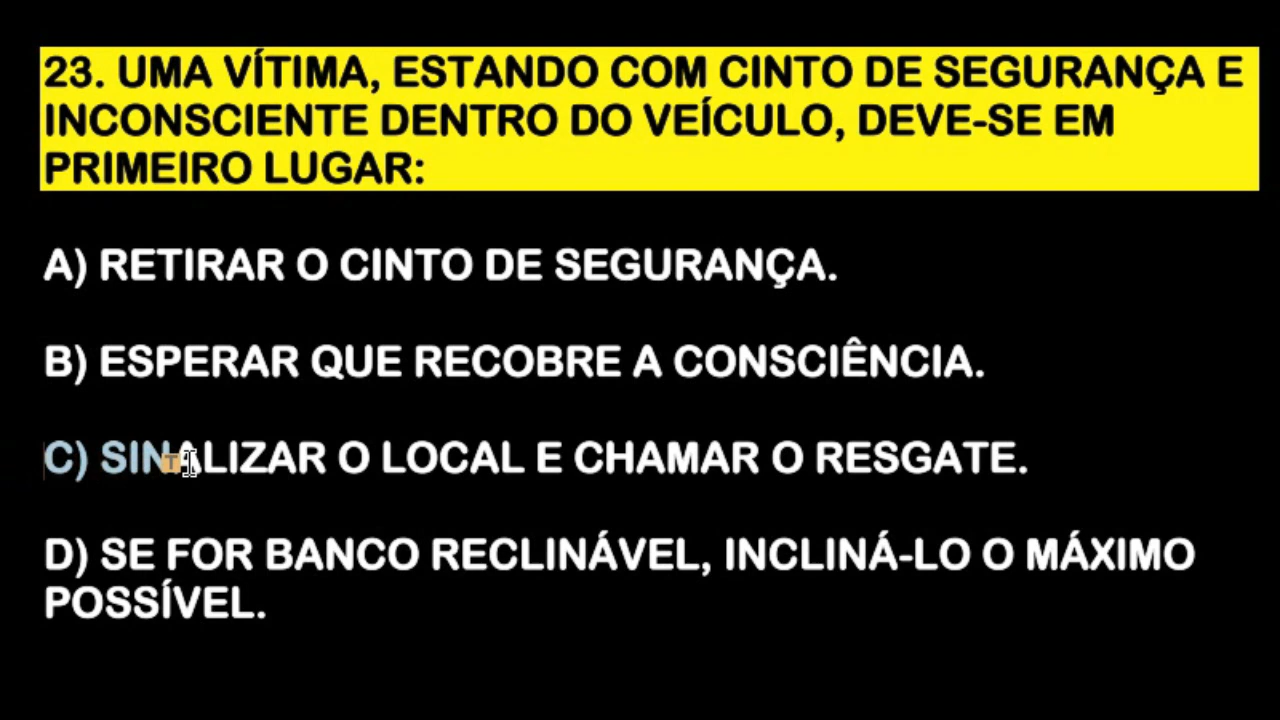 23. UMA VÍTIMA, ESTANDO COM CINTO DE SEGURANÇA E
INCONSCIENTE DENTRO DO VEÍCULO, DEVE-SE EM
PRIMEIRO LUGAR:
A) RETIRAR O CINTO DE SEGURANÇA.
B) ESPERAR QUE RECOBRE A CONSCIÊNCIA.
C) SINALIZAR O LOCAL E CHAMAR O RESGATE.
D) SE FOR BANCO RECLINÁVEL, INCLINÁ-LO O MÁXIMO
POSSÍVEL.